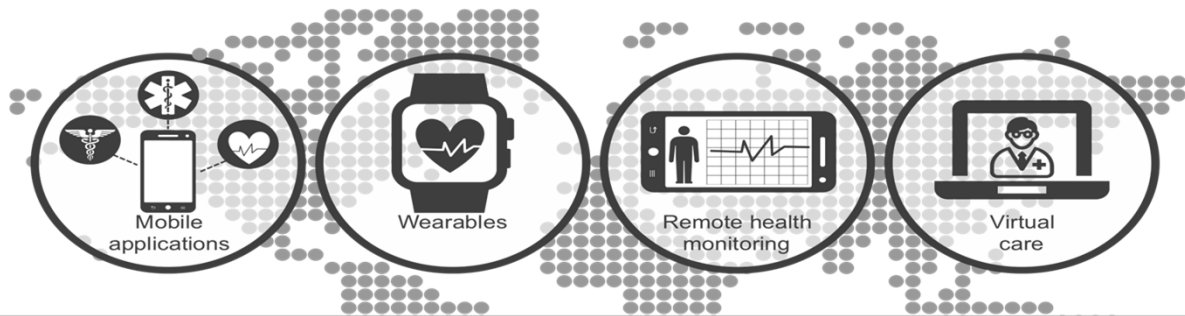 Mobile
applications
Wearables
Remote health
monitoring
Virtual
care